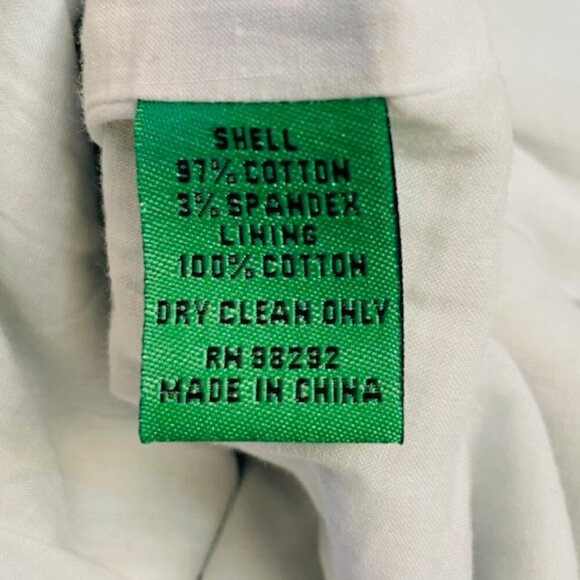 SHELL
97% COTTON
3% SPANDEX
LINING
100% COTTON
DRY CLEAN ONLY
RN 98292
MADE IN CHINA